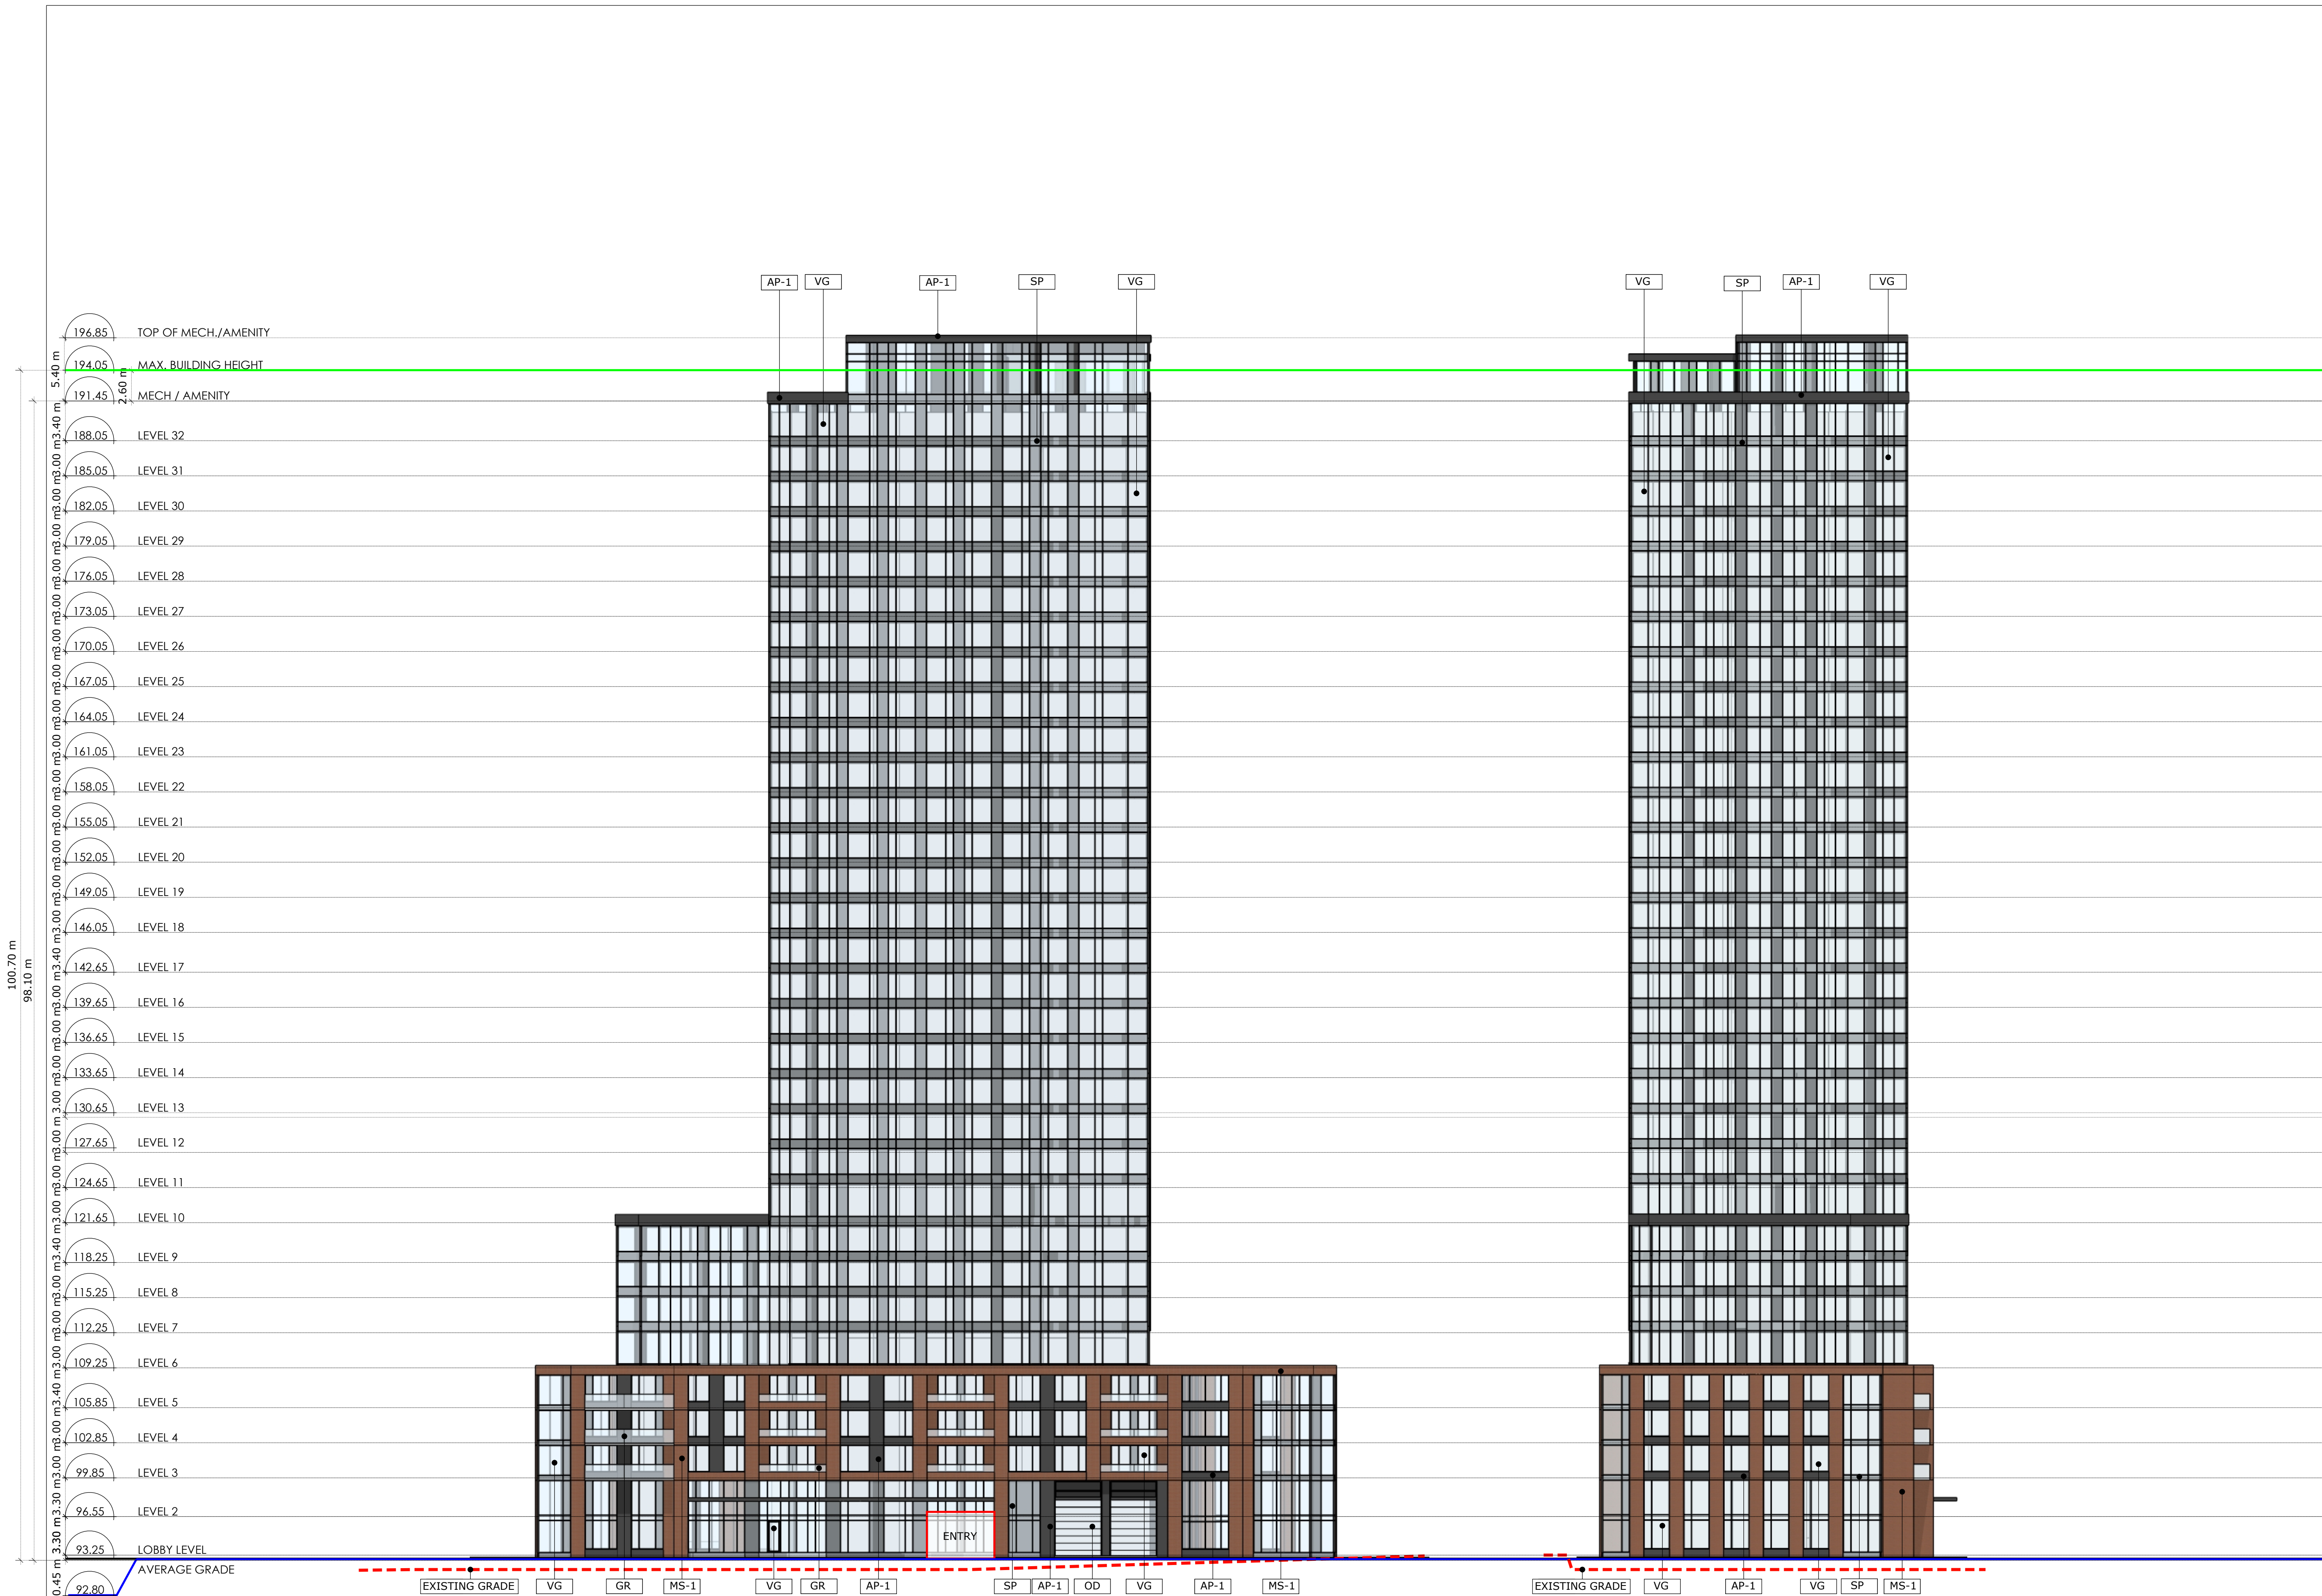 AP-1 VG AP-1 SP VG VG SP AP-1 VG
196.85 TOP OF MECH./AMENITY
5.40 m
194.05 MAX. BUILDING HEIGHT
2.60 m
191.45 MECH / AMENITY
3.40 m
188.05 LEVEL 32
3.00 m
185.05 LEVEL 31
3.00 m
182.05 LEVEL 30
3.00 m
179.05 LEVEL 29
3.00 m
176.05 LEVEL 28
3.00 m
173.05 LEVEL 27
3.00 m
170.05 LEVEL 26
3.00 m
167.05 LEVEL 25
3.00 m
164.05 LEVEL 24
3.00 m
161.05 LEVEL 23
3.00 m
158.05 LEVEL 22
3.00 m
155.05 LEVEL 21
3.00 m
152.05 LEVEL 20
3.00 m
149.05 LEVEL 19
3.00 m
146.05 LEVEL 18
3.40 m
142.65 LEVEL 17
100.70 m
98.10 m
3.00 m
139.65 LEVEL 16
3.00 m
136.65 LEVEL 15
3.00 m
133.65 LEVEL 14
3.00 m
130.65 LEVEL 13
3.00 m
127.65 LEVEL 12
3.00 m
124.65 LEVEL 11
3.00 m
121.65 LEVEL 10
3.40 m
118.25 LEVEL 9
3.00 m
115.25 LEVEL 8
3.00 m
112.25 LEVEL 7
3.00 m
109.25 LEVEL 6
3.40 m
105.85 LEVEL 5
3.00 m
102.85 LEVEL 4
3.00 m
99.85 LEVEL 3
3.30 m
96.55 LEVEL 2
3.30 m
ENTRY
93.25 LOBBY LEVEL
AVERAGE GRADE
0.45 m
92.80
EXISTING GRADE VG GR MS-1 VG GR AP-1 SP AP-1 OD VG AP-1 MS-1 EXISTING GRADE VG AP-1 VG SP MS-1